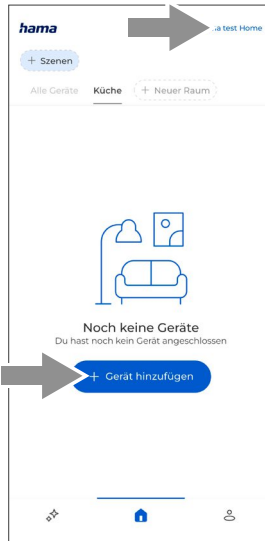 hama
a test Home
+ Szenen
Alle Geräte Küche + Neuer Raum
Noch keine Geräte
Du hast noch kein Gerät angeschlossen
+ Gerät hinzufügen